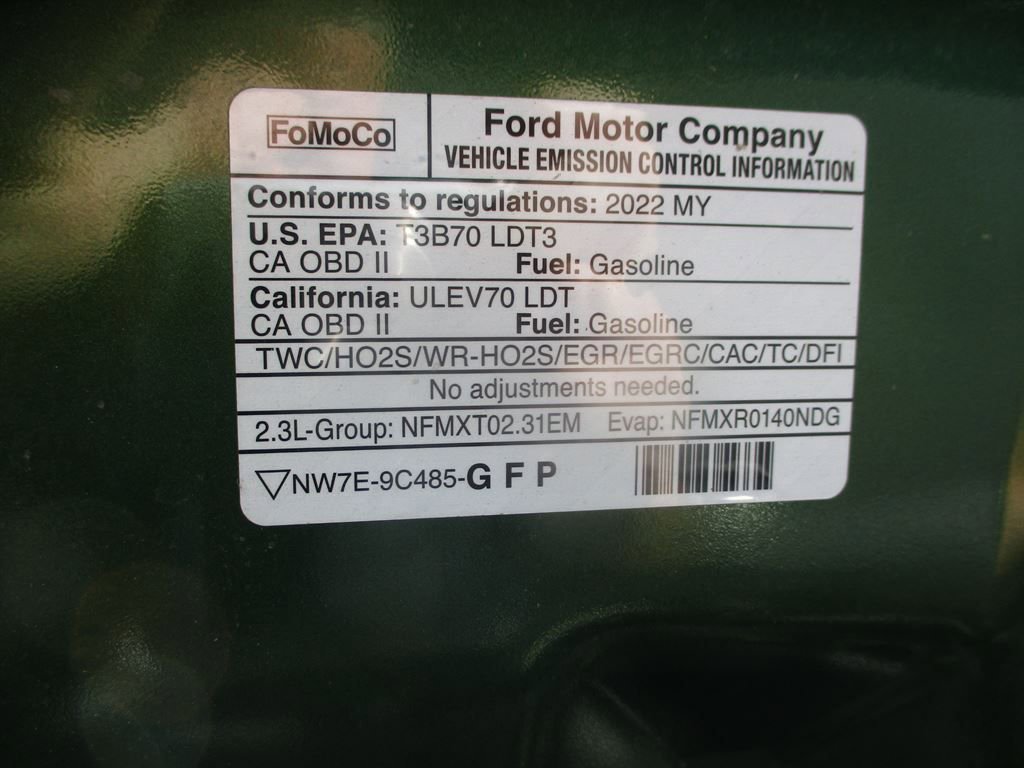 FoMoCo
Ford Motor Company
VEHICLE EMISSION CONTROL INFORMATION
Conforms to regulations: 2022 MY
U.S. EPA: T3B70 LDT3
CA OBD II Fuel: Gasoline
California: ULEV70 LDT
CA OBD II Fuel: Gasoline
TWC/HO2S/WR-HO2S/EGR/EGRC/CAC/TC/DFI
No adjustments needed.
2.3L-Group: NFMXT02.31EM Evap: NFMXR0140NDG
NW7E-9C485-G F P